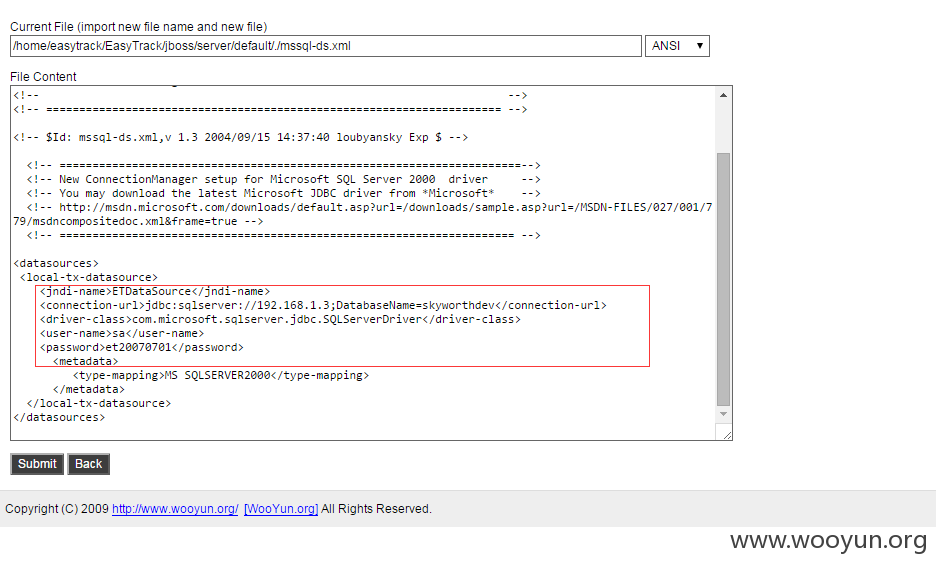 Current File (import new file name and new file)
/home/easytrack/EasyTrack/jboss/server/default/./mssql-ds.xml
ANSI
File Content
<!-- -->
<!-- ===================================================================== -->
<!-- $Id: mssql-ds.xml,v 1.3 2004/09/15 14:37:40 loubyansky Exp $ -->
<!-- ======================================================================-->
<!-- New ConnectionManager setup for Microsoft SQL Server 2000  driver -->
<!-- You may download the latest Microsoft JDBC driver from *Microsoft* -->
<!-- http://msdn.microsoft.com/downloads/default.asp?url=/downloads/sample.asp?url=/MSDN-FILES/027/001/7
79/msdncompositedoc.xml&frame=true -->
<!-- ===================================================================== -->
<datasources>
<local-tx-datasource>
<jndi-name>ETDataSource</jndi-name>
<connection-url>jdbc:sqlserver://192.168.1.3;DatabaseName=skyworthdev</connection-url>
<driver-class>com.microsoft.sqlserver.jdbc.SQLServerDriver</driver-class>
<user-name>sa</user-name>
<password>et20070701</password>
<metadata>
<type-mapping>MS SQLSERVER2000</type-mapping>
</metadata>
</local-tx-datasource>
</datasources>
Submit Back
Copyright (C) 2009 http://www.wooyun.org/ [WooYun.org] All Rights Reserved.
www.wooyun.org